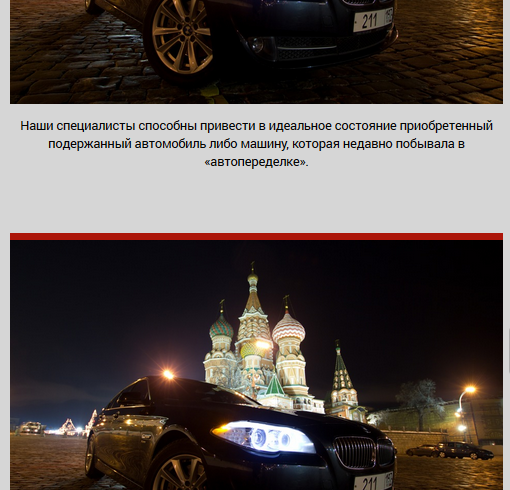 211
Наши специалисты способны привести в идеальное состояние приобретенный
подержанный автомобиль либо машину, которая недавно побывала в
«автопеределке».
211